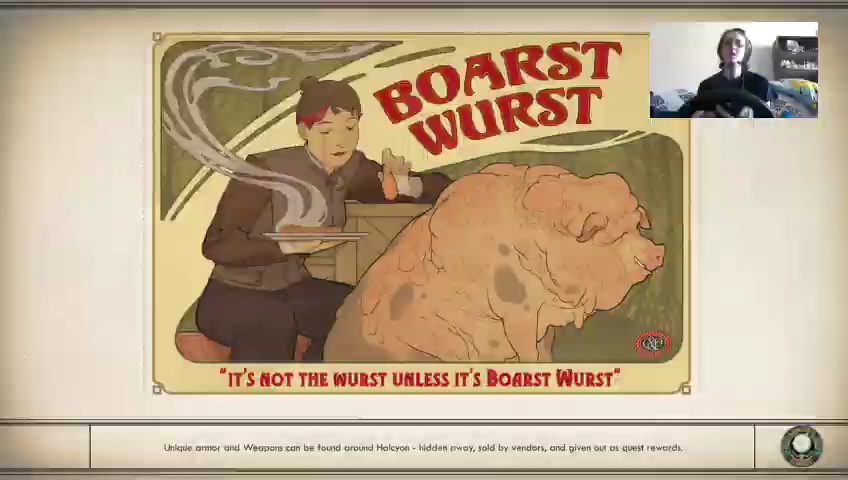 BOARST
WURST
"IT'S NOT THE WURST UNLESS IT'S BOARST WURST"
Unique armor and Weapons can be found around Halcyon - hidden away, sold by vendors, and given out as quest rewards.